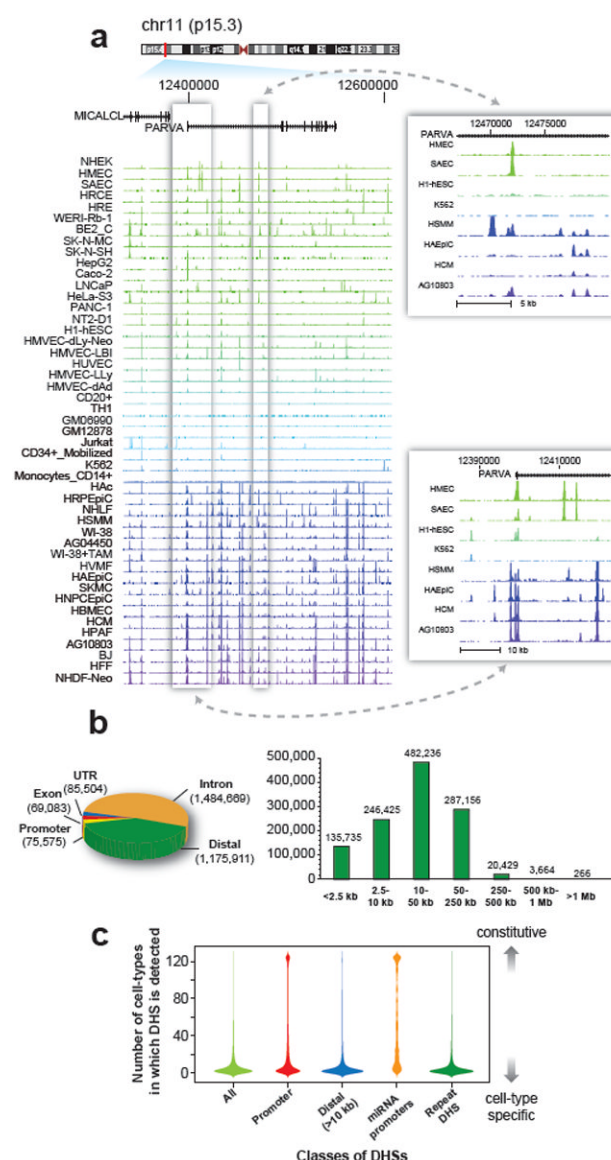 a
chr11 (p15.3)
12400000 12600000
MICALCL
PARVA
NHEK
HMEC
SAEC
HRCE
HRE
WERI-Rb-1
BE2_C
SK-N-MC
SK-N-SH
HepG2
Caco-2
LNCaP
HeLa-S3
PANC-1
NT2-D1
H1-hESC
HMVEC-dLy-Neo
HMVEC-LBl
HUVEC
HMVEC-LLy
HMVEC-dAd
CD20+
TH1
GM06990
GM12878
Jurkat
CD34+_Mobilized
K562
Monocytes_CD14+
HAc
HRPEpiC
NHLF
HSMM
WI-38
AG04450
WI-38+TAM
HVMF
HAEpiC
SKMC
HNPCEpiC
HBMEC
HCM
HPAF
AG10803
BJ
HFF
NHDF-Neo
12470000 12475000
PARVA
HMEC
SAEC
H1-hESC
K562
HSMM
HAEpiC
HCM
AG10803
5 kb
12390000 12410000
PARVA
HMEC
SAEC
H1-hESC
K562
HSMM
HAEpiC
HCM
AG10803
10 kb
b
UTR
(85,504)
Exon
(69,083)
Promoter
(75,575)
Intron
(1,484,669)
Distal
(1,175,911)
500,000
400,000
300,000
200,000
100,000
0
135,735
246,425
482,236
287,156
20,429
3,664
266
<2.5 kb
2.5-
10 kb
10-
50 kb
50-
250 kb
250-
500 kb
500 kb-
1 Mb
>1 Mb
c
Number of cell-types
in which DHS is detected
120
80
40
0
All
Promoter
Distal
(>10 kb)
miRNA
promoters
Repeat
DHS
Classes of DHSs
constitutive
cell-type
specific